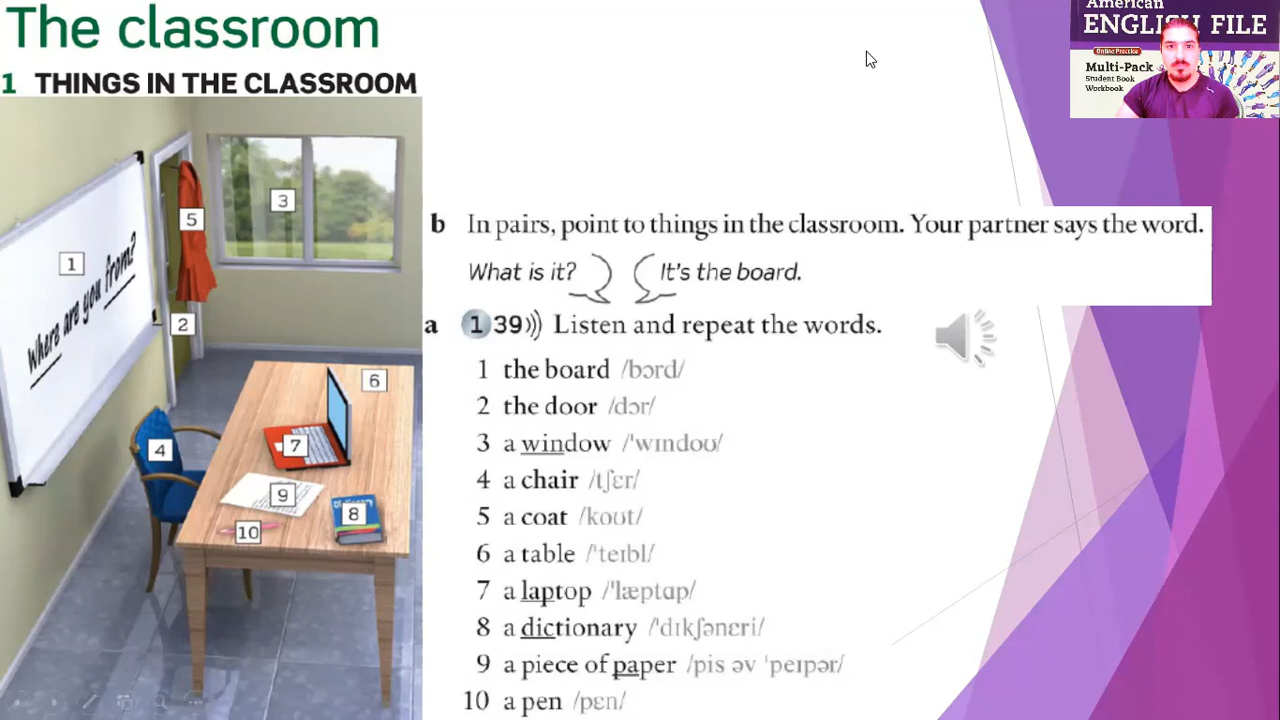 The classroom
1 THINGS IN THE CLASSROOM
1
Where are you from?
5
3
2
6
4
7
9
8
Dictionary
10
American
ENGLISH FILE
Online Practice
Multi-Pack
Student Book
Workbook
b In pairs, point to things in the classroom. Your partner says the word.
What is it? It's the board.
a 1 39 Listen and repeat the words.
1 the board /bɔrd/
2 the door /dɔr/
3 a window /ˈwɪndoʊ/
4 a chair /tʃɛr/
5 a coat /koʊt/
6 a table /ˈteɪbl/
7 a laptop /ˈlæptɑp/
8 a dictionary /ˈdɪkʃənɛri/
9 a piece of paper /pis əv ˈpeɪpər/
10 a pen /pɛn/